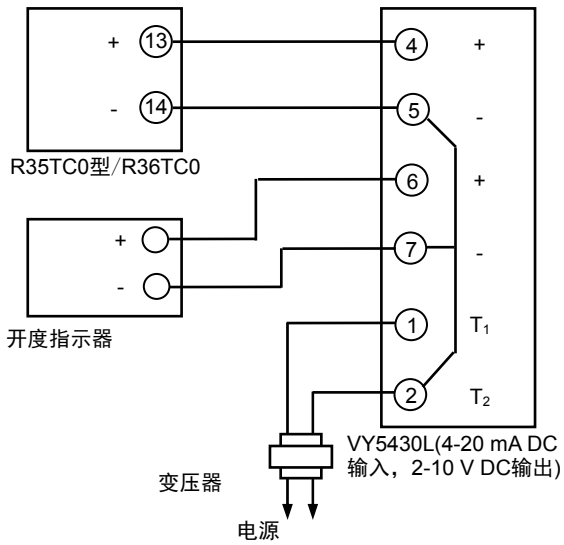 + 13 4 +
- 14 5 -
R35TC0型/R36TC0
6 +
+
- 7 -
开度指示器
1 T₁
2 T₂
VY5430L(4-20 mA DC
输入，2-10 V DC输出)
变压器
电源